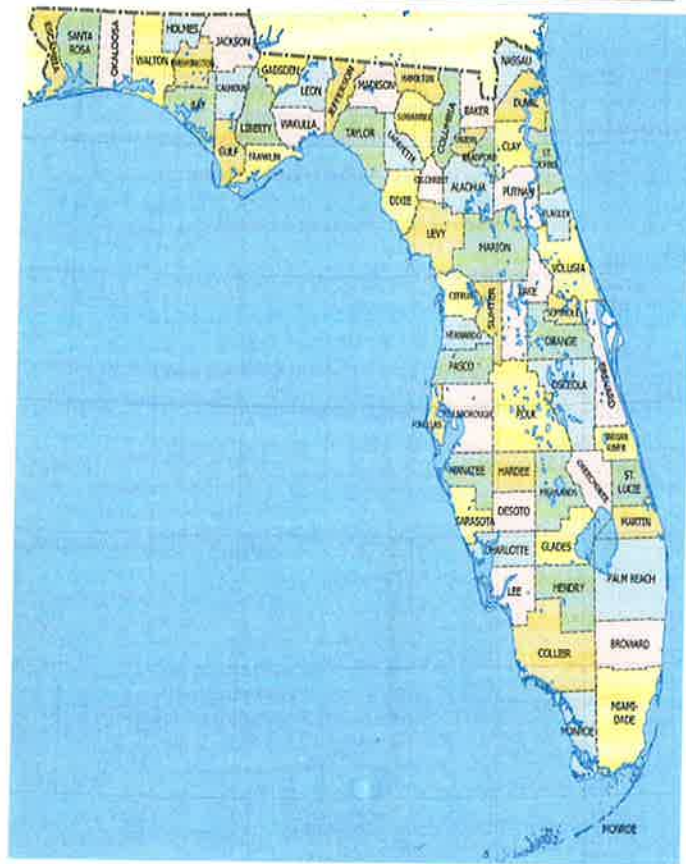 HOLMES
JACKSON
SANTA
ROSA
OKALOOSA
WALTON
WASHINGTON
BAY
CALHOUN
GADSDEN
LEON
LIBERTY
WAKULLA
GULF
FRANKLIN
JEFFERSON
MADISON
HAMILTON
SUWANNEE
TAYLOR
LAFAYETTE
COLUMBIA
BAKER
NASSAU
DUVAL
BRADFORD
CLAY
ST
JOHNS
GILCHRIST
ALACHUA
PUTNAM
FLAGLER
DIXIE
LEVY
MARION
VOLUSIA
CITRUS
SUMTER
LAKE
SEMINOLE
HERNANDO
ORANGE
PASCO
OSCEOLA
BREVARD
HILLSBOROUGH
POLK
PINELLAS
INDIAN
RIVER
MANATEE
HARDEE
HIGHLANDS
OKEECHOBEE
ST.
LUCIE
SARASOTA
DESOTO
MARTIN
CHARLOTTE
GLADES
PALM BEACH
LEE
HENDRY
COLLIER
BROWARD
MIAMI-
DADE
MONROE
MONROE